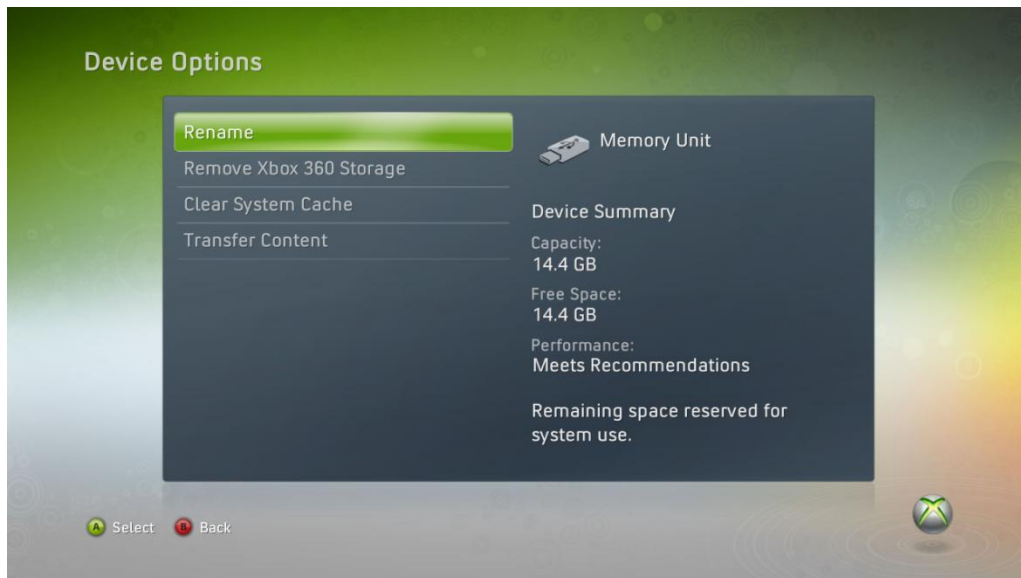 Device Options
Rename
Remove Xbox 360 Storage
Clear System Cache
Transfer Content
Memory Unit
Device Summary
Capacity:
14.4 GB
Free Space:
14.4 GB
Performance:
Meets Recommendations
Remaining space reserved for
system use.
A Select B Back